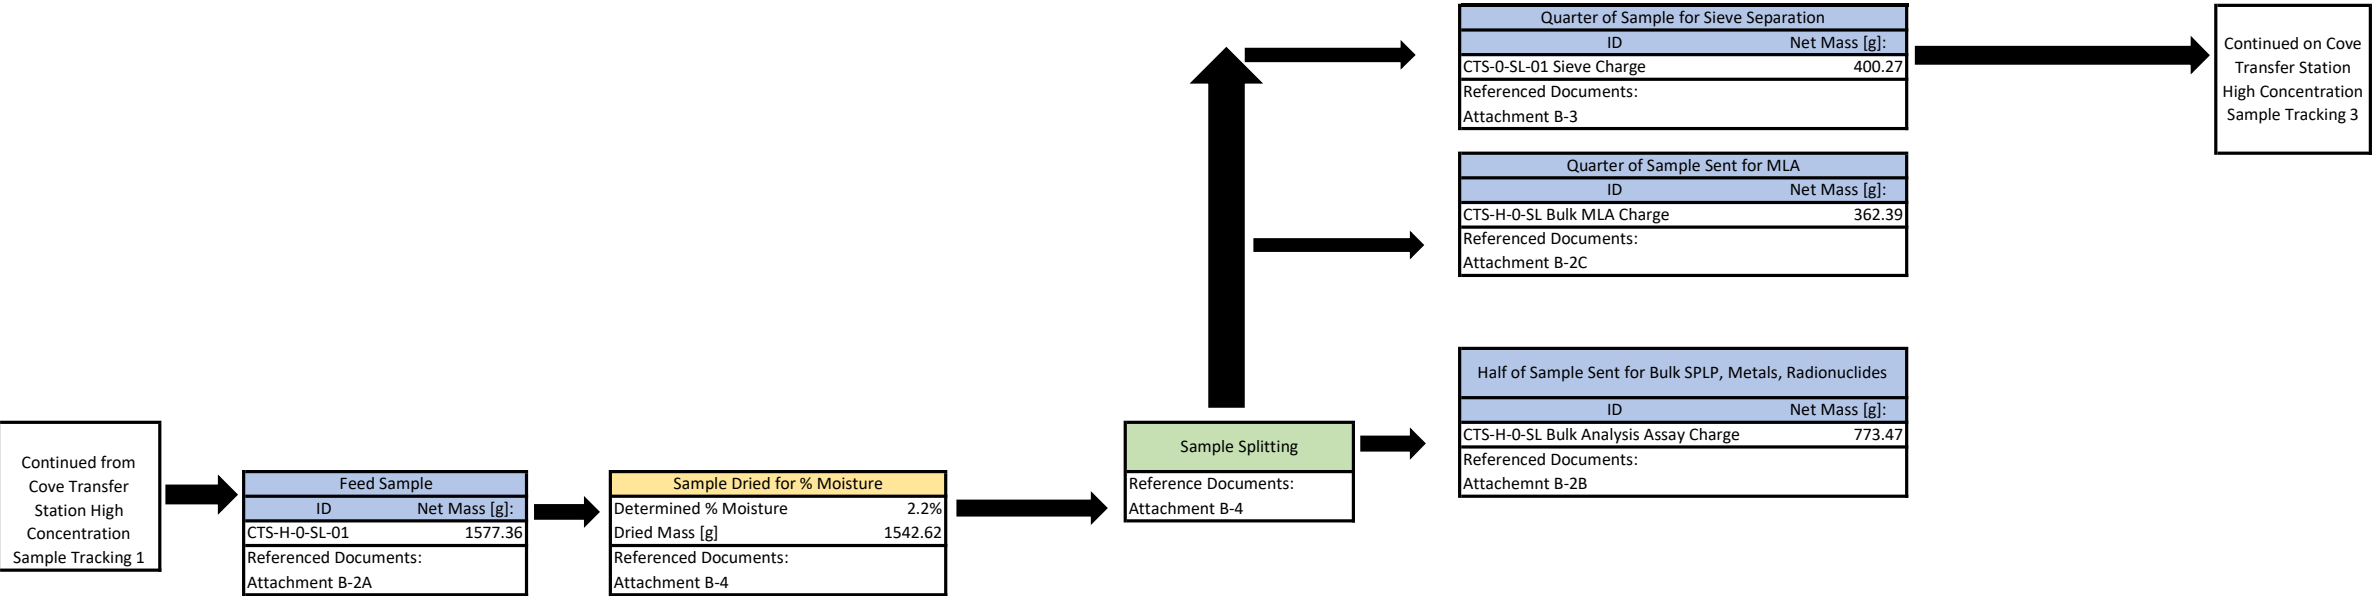 Quarter of Sample for Sieve Separation
ID Net Mass [g]:
CTS-0-SL-01 Sieve Charge 400.27
Referenced Documents:
Attachment B-3
Continued on Cove
Transfer Station
High Concentration
Sample Tracking 3
Quarter of Sample Sent for MLA
ID Net Mass [g]:
CTS-H-0-SL Bulk MLA Charge 362.39
Referenced Documents:
Attachment B-2C
Half of Sample Sent for Bulk SPLP, Metals, Radionuclides
ID Net Mass [g]:
CTS-H-0-SL Bulk Analysis Assay Charge 773.47
Referenced Documents:
Attachemnt B-2B
Continued from
Cove Transfer
Station High
Concentration
Sample Tracking 1
Feed Sample
ID Net Mass [g]:
CTS-H-0-SL-01 1577.36
Referenced Documents:
Attachment B-2A
Sample Dried for % Moisture
Determined % Moisture 2.2%
Dried Mass [g] 1542.62
Referenced Documents:
Attachment B-4
Sample Splitting
Reference Documents:
Attachment B-4